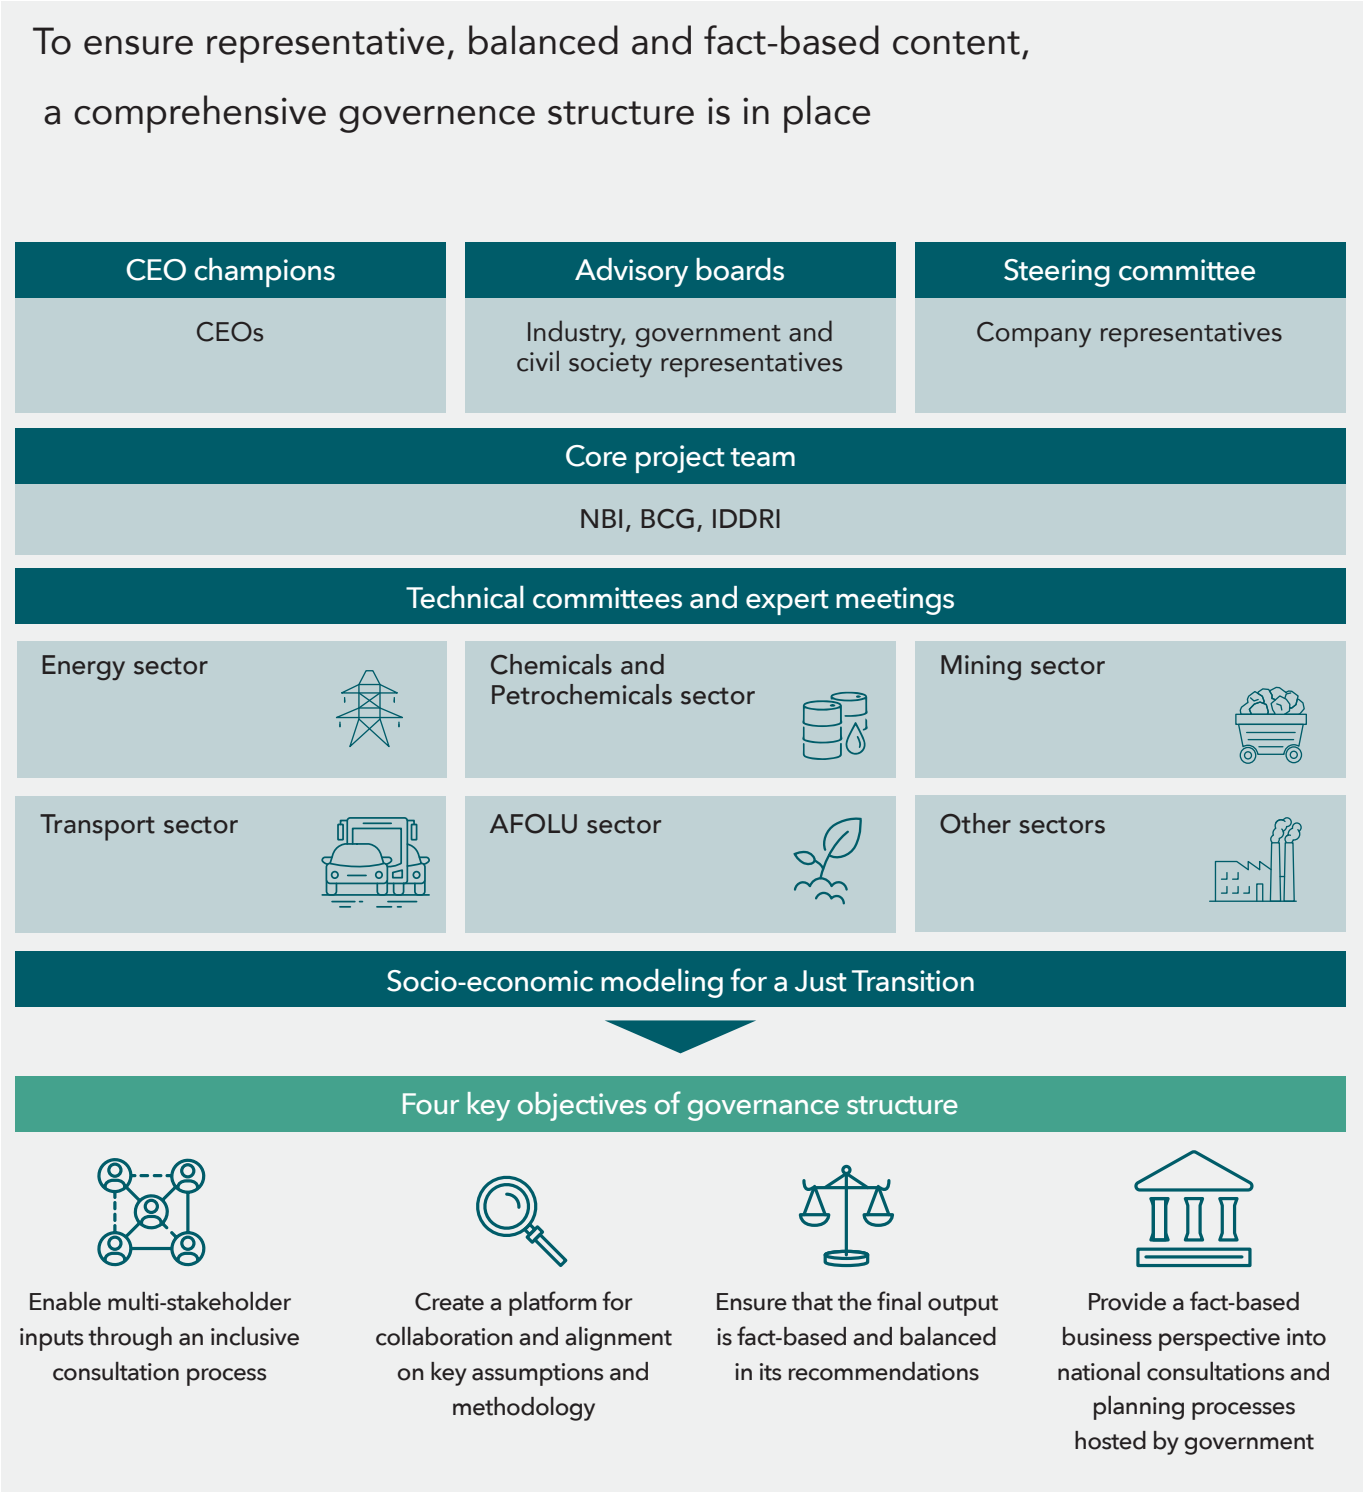 To ensure representative, balanced and fact-based content,
a comprehensive governence structure is in place
CEO champions
CEOs
Advisory boards
Industry, government and
civil society representatives
Steering committee
Company representatives
Core project team
NBI, BCG, IDDRI
Technical committees and expert meetings
Energy sector
Chemicals and
Petrochemicals sector
Mining sector
Transport sector
AFOLU sector
Other sectors
Socio-economic modeling for a Just Transition
Four key objectives of governance structure
Enable multi-stakeholder
inputs through an inclusive
consultation process
Create a platform for
collaboration and alignment
on key assumptions and
methodology
Ensure that the final output
is fact-based and balanced
in its recommendations
Provide a fact-based
business perspective into
national consultations and
planning processes
hosted by government